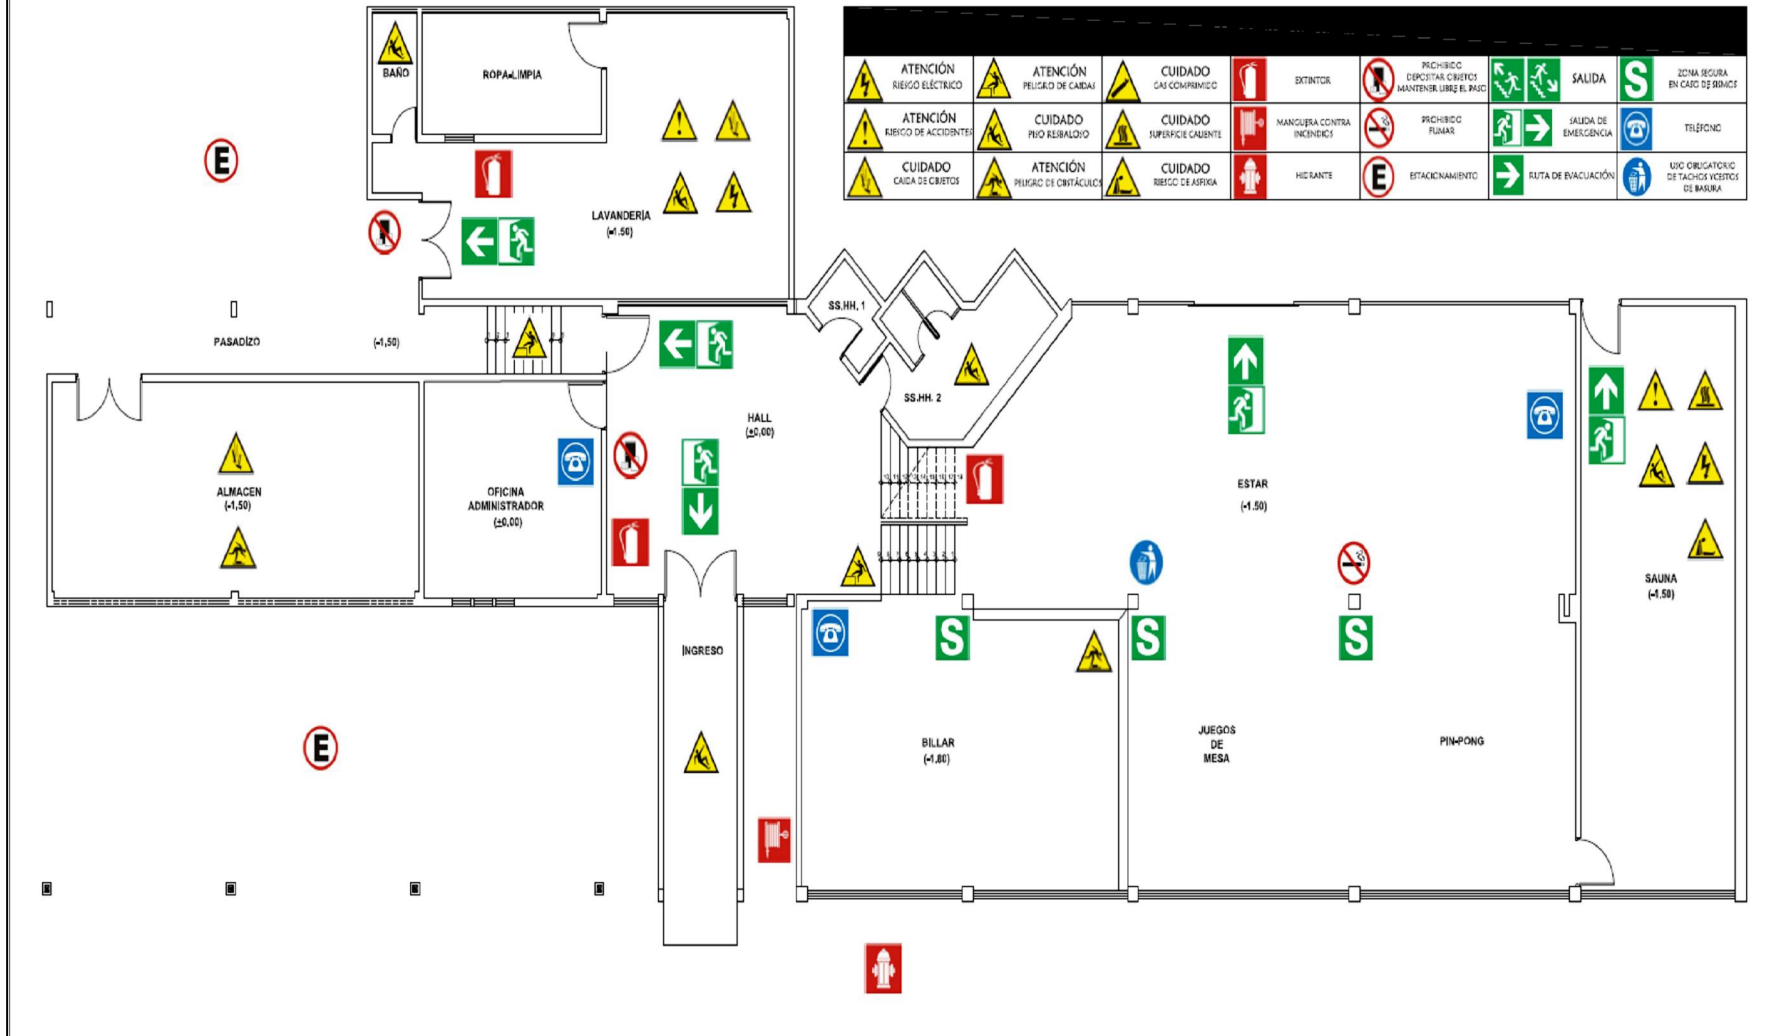 ATENCIÓN
RIESGO ELÉCTRICO
ATENCIÓN
PELIGRO DE CAIDAS
CUIDADO
GAS COMPRIMIDO
EXTINTOR
PROHIBIDO
DEPOSITAR OBJETOS
MANTENER LIBRE EL PASO
SALIDA
S
ZONA SEGURA
EN CASO DE SISMOS
ATENCIÓN
RIESGO DE ACCIDENTES
CUIDADO
PISO RESBALOSO
CUIDADO
SUPERFICIE CALIENTE
MANGUERA CONTRA
INCENDIOS
PROHIBIDO
FUMAR
SALIDA DE
EMERGENCIA
TELÉFONO
CUIDADO
CAIDA DE OBJETOS
ATENCIÓN
PELIGRO DE OBSTÁCULOS
CUIDADO
RIESGO DE ASFIXIA
HIDRANTE
E
ESTACIONAMIENTO
RUTA DE EVACUACIÓN
USO OBLIGATORIO
DE TACHOS Y CESTOS
DE BASURA
BAÑO
ROPA-LIMPIA
E
LAVANDERÍA
(-1.50)
SS.HH. 1
PASADIZO
(-1,50)
SS.HH. 2
HALL
(±0,00)
ALMACEN
(-1,50)
OFICINA
ADMINISTRADOR
(±0,00)
ESTAR
(-1.50)
SAUNA
(-1,50)
INGRESO
S
S
S
E
BILLAR
(-1,80)
JUEGOS
DE
MESA
PIN-PONG